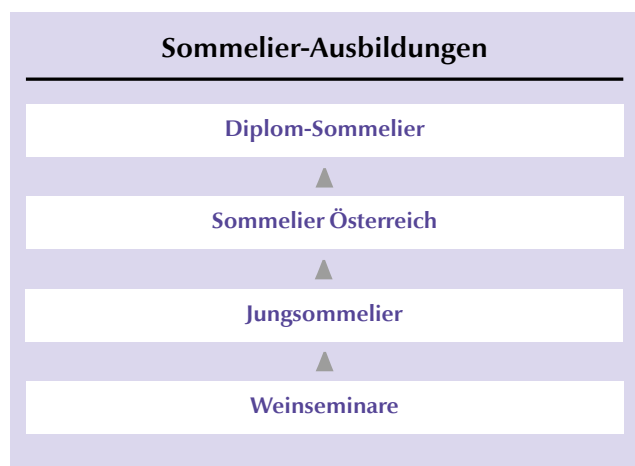 Sommelier-Ausbildungen
Diplom-Sommelier
Sommelier Österreich
Jungsommelier
Weinseminare